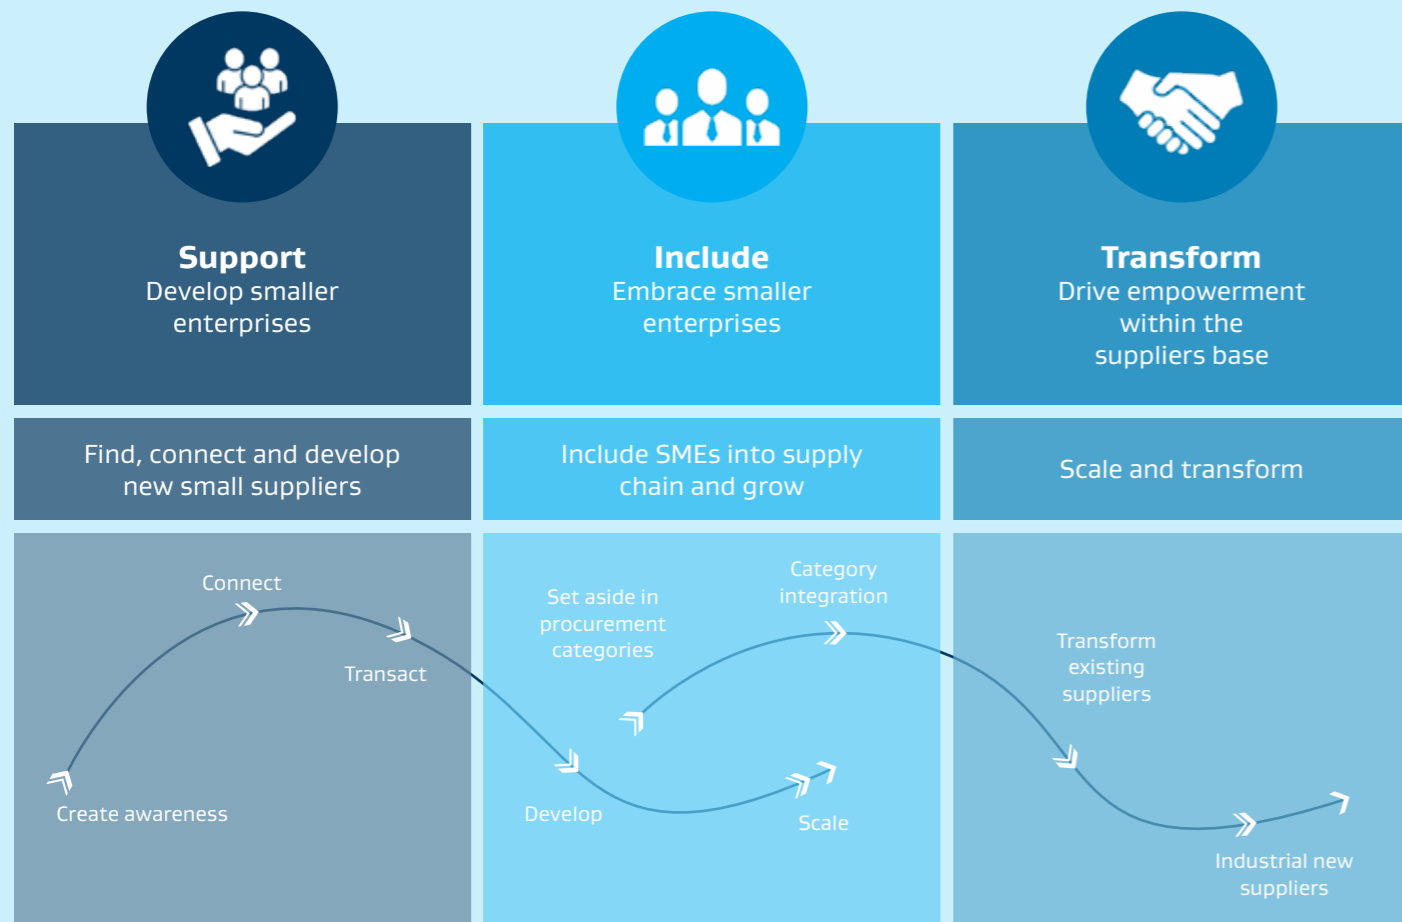 Support
Develop smaller
enterprises
Include
Embrace smaller
enterprises
Transform
Drive empowerment
within the
suppliers base
Find, connect and develop
new small suppliers
Include SMEs into supply
chain and grow
Scale and transform
Connect
Transact
Create awareness
Set aside in
procurement
categories
Category
integration
Develop
Scale
Transform
existing
suppliers
Industrial new
suppliers